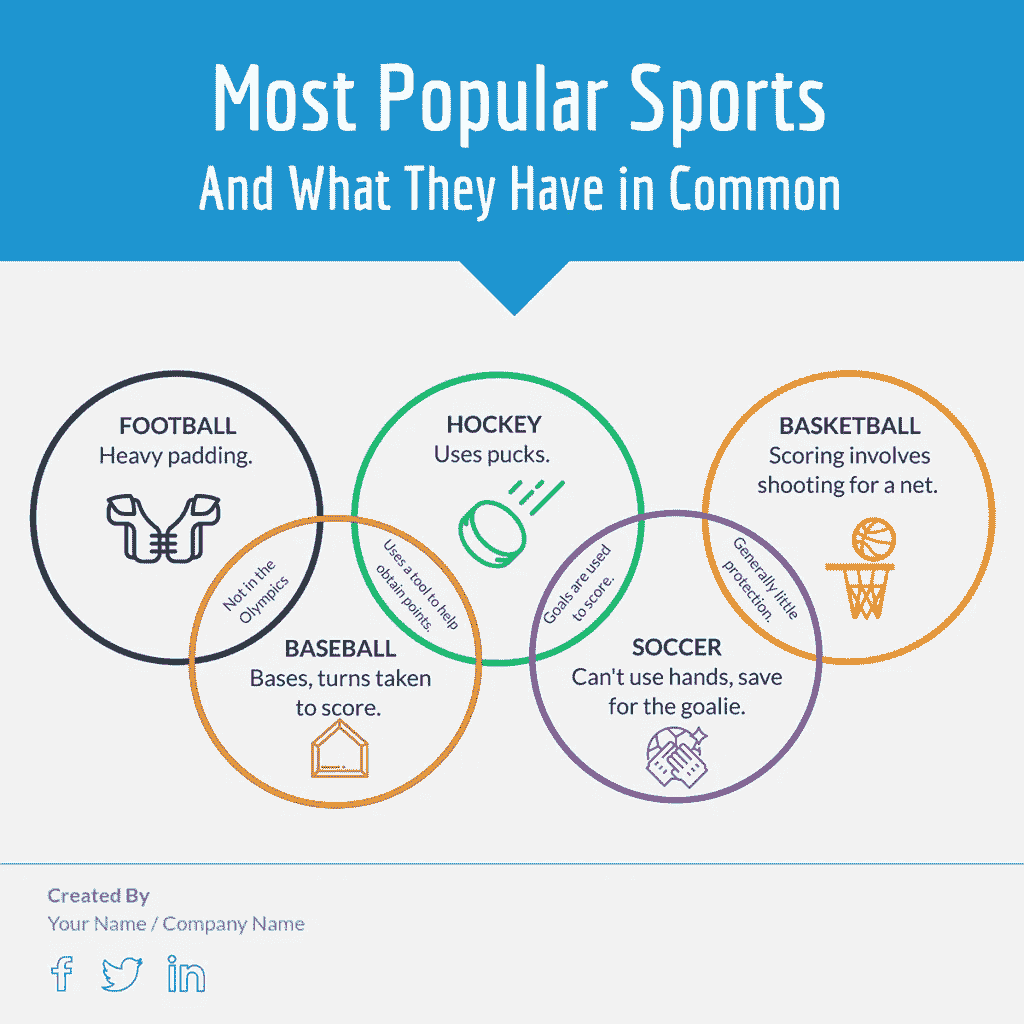 Most Popular Sports
And What They Have in Common
FOOTBALL
Heavy padding.
HOCKEY
Uses pucks.
BASKETBALL
Scoring involves
shooting for a net.
Not in the
Olympics
Uses a tool to help
obtain points.
Goals are used
to score.
Generally little
protection.
BASEBALL
Bases, turns taken
to score.
SOCCER
Can't use hands, save
for the goalie.
Created By
Your Name / Company Name
f
in